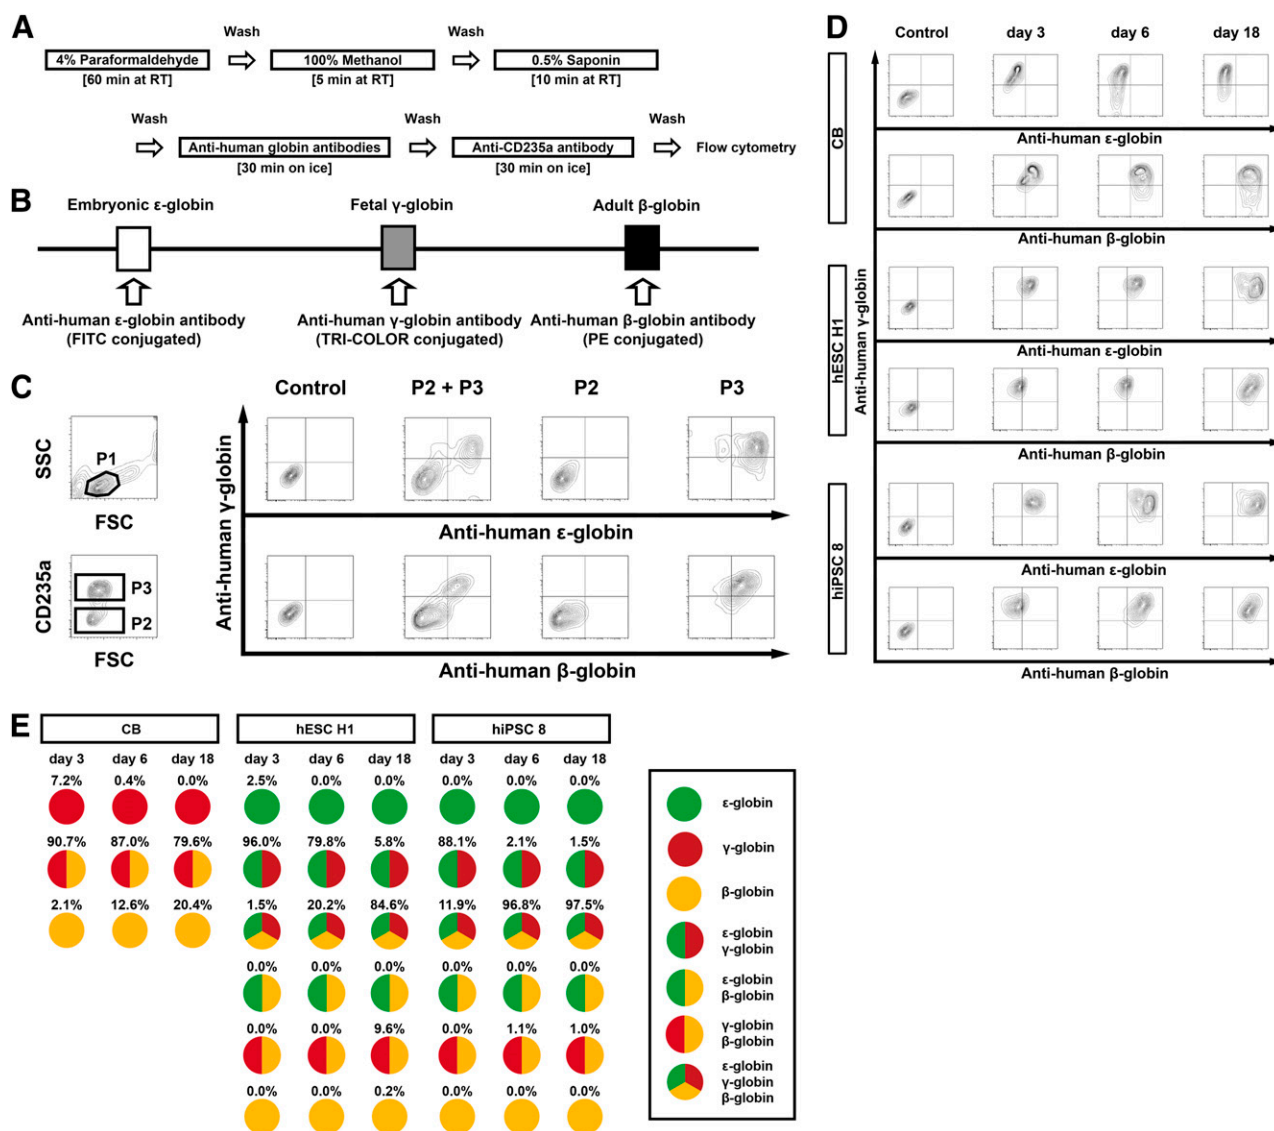 A
Wash
Wash
4% Paraformaldehyde
100% Methanol
0.5% Saponin
[60 min at RT]
[5 min at RT]
[10 min at RT]
Wash
Wash
Wash
Anti-human globin antibodies
Anti-CD235a antibody
Flow cytometry
[30 min on ice]
[30 min on ice]
B
Embryonic ε-globin
Fetal γ-globin
Adult β-globin
Anti-human ε-globin antibody
(FITC conjugated)
Anti-human γ-globin antibody
(TRI-COLOR conjugated)
Anti-human β-globin antibody
(PE conjugated)
C
Control
P2 + P3
P2
P3
SSC
P1
FSC
CD235a
P3
P2
FSC
Anti-human γ-globin
Anti-human ε-globin
Anti-human β-globin
D
Control
day 3
day 6
day 18
CB
hESC H1
hiPSC 8
Anti-human γ-globin
Anti-human ε-globin
Anti-human β-globin
Anti-human ε-globin
Anti-human β-globin
Anti-human ε-globin
Anti-human β-globin
E
CB
hESC H1
hiPSC 8
day 3 day 6 day 18 day 3 day 6 day 18 day 3 day 6 day 18
7.2% 0.4% 0.0% 2.5% 0.0% 0.0% 0.0% 0.0% 0.0%
90.7% 87.0% 79.6% 96.0% 79.8% 5.8% 88.1% 2.1% 1.5%
2.1% 12.6% 20.4% 1.5% 20.2% 84.6% 11.9% 96.8% 97.5%
0.0% 0.0% 0.0% 0.0% 0.0% 0.0%
0.0% 0.0% 9.6% 0.0% 1.1% 1.0%
0.0% 0.0% 0.2% 0.0% 0.0% 0.0%
ε-globin
γ-globin
β-globin
ε-globin
γ-globin
ε-globin
β-globin
γ-globin
β-globin
ε-globin
γ-globin
β-globin